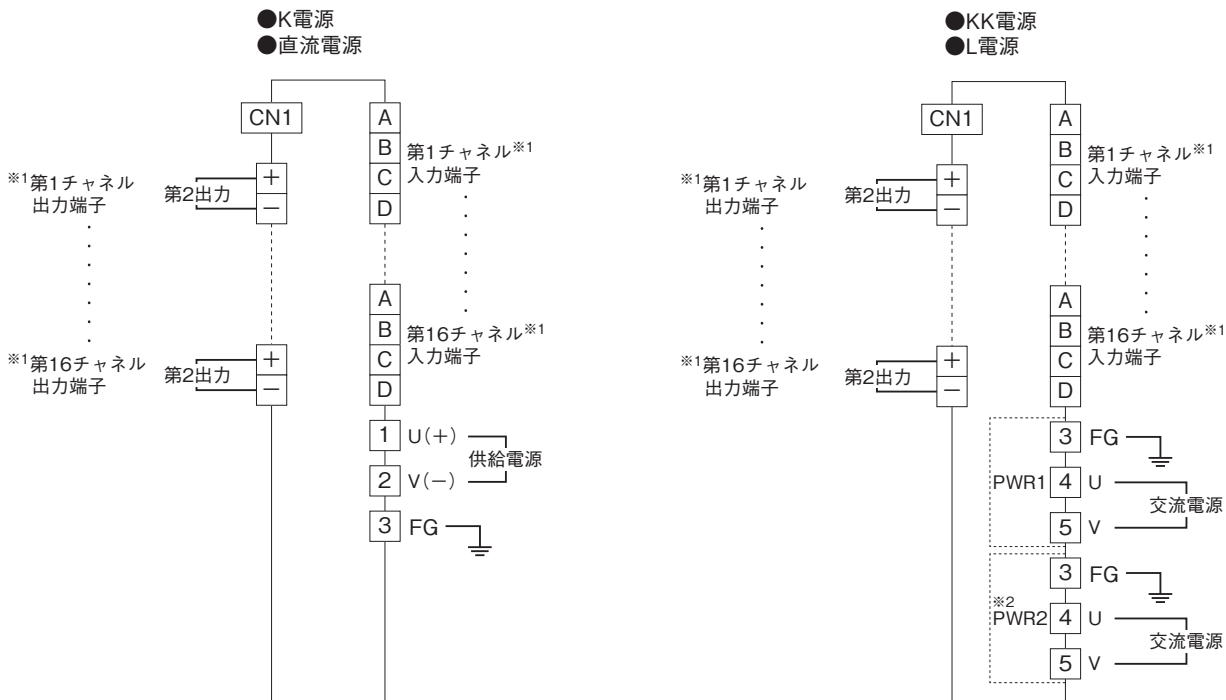 ●K電源
●直流電源
CN1
A
B
C
D
第1チャネル※1
入力端子
※1第1チャネル
出力端子
第2出力
+
−
A
B
C
D
第16チャネル※1
入力端子
※1第16チャネル
出力端子
第2出力
+
−
1 U(+)
2 V(−)
供給電源
3 FG
●KK電源
●L電源
CN1
A
B
C
D
第1チャネル※1
入力端子
※1第1チャネル
出力端子
第2出力
+
−
A
B
C
D
第16チャネル※1
入力端子
※1第16チャネル
出力端子
第2出力
+
−
3 FG
PWR1 4 U
交流電源
5 V
3 FG
※2
PWR2 4 U
交流電源
5 V